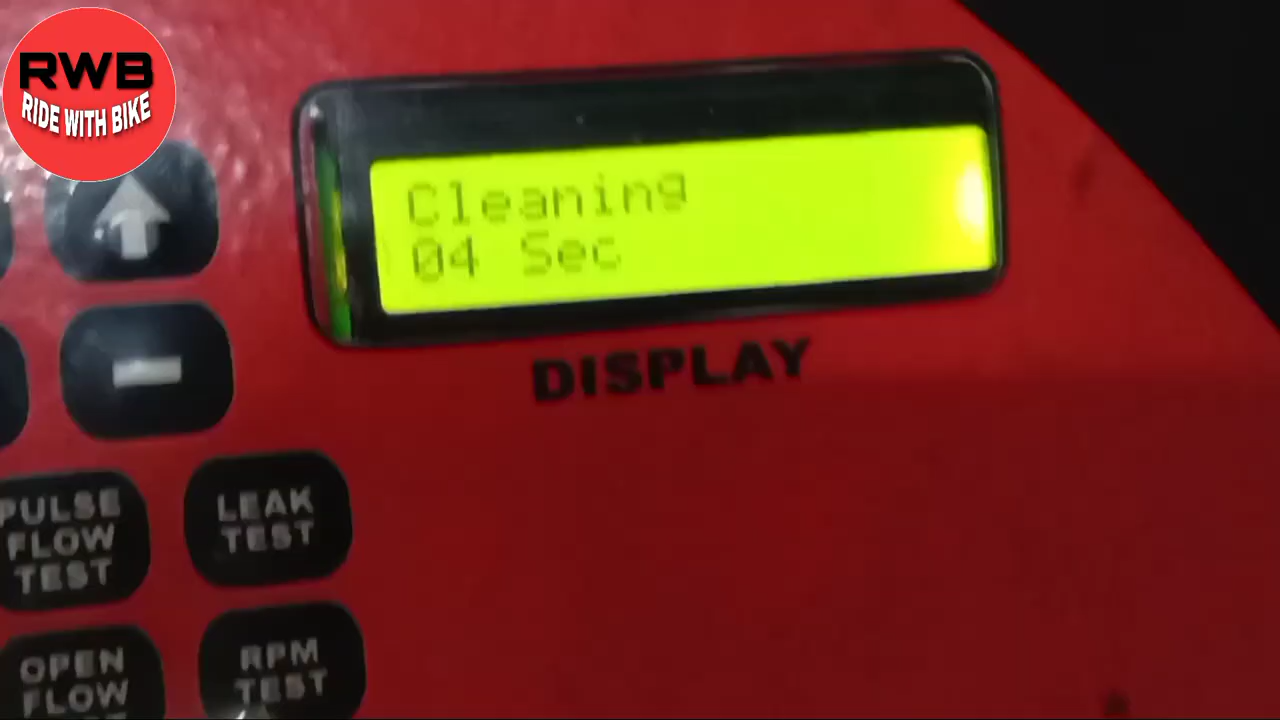 RWB
RIDE WITH BIKE
Cleaning
04 Sec
DISPLAY
PULSE
FLOW
TEST
LEAK
TEST
OPEN
FLOW
RPM
TEST